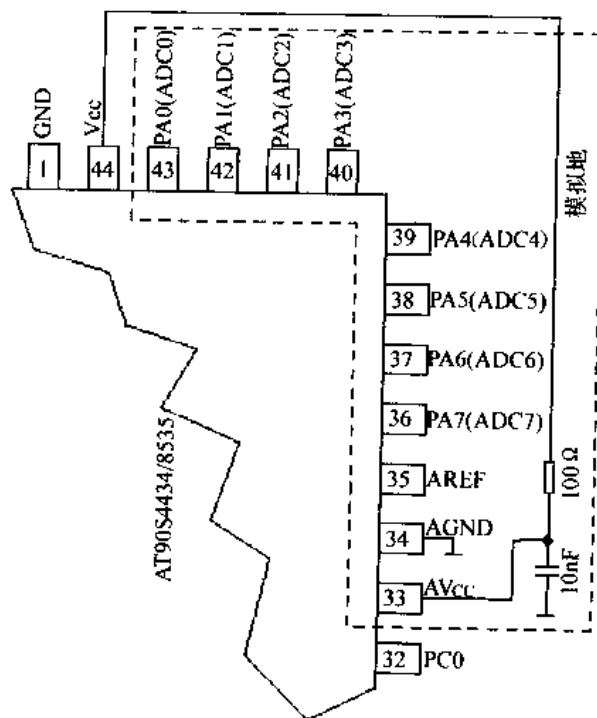 GND
Vcc
PA0(ADC0)
PA1(ADC1)
PA2(ADC2)
PA3(ADC3)
1
44
43
42
41
40
模拟地
39 PA4(ADC4)
38 PA5(ADC5)
37 PA6(ADC6)
36 PA7(ADC7)
35 AREF
34 AGND
33 AVcc
32 PC0
100Ω
10nF
AT90S4434/8535